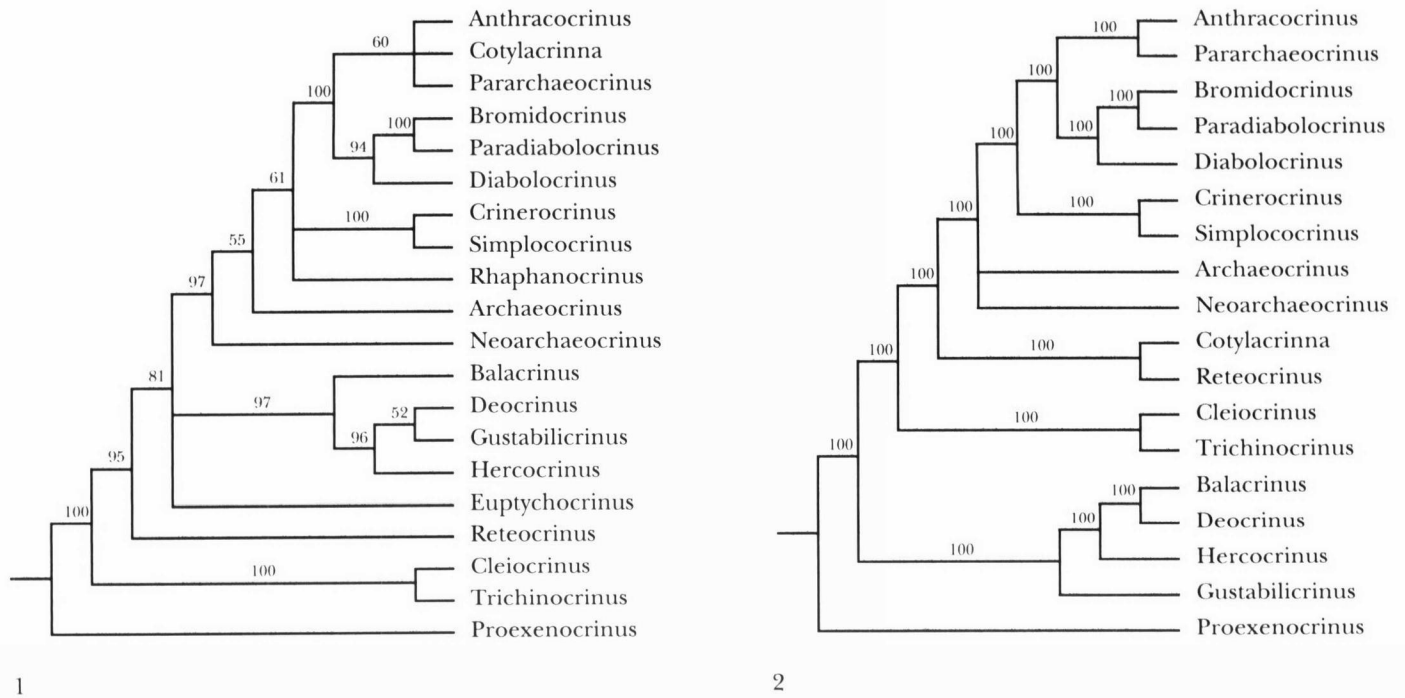 Anthracocrinus
60
Cotylacrinna
Pararchaeocrinus
100
Bromidocrinus
100
Paradiabolocrinus
94
Diabolocrinus
61
Crinerocrinus
100
Simplococrinus
55
Rhaphanocrinus
97
Archaeocrinus
Neoarchaeocrinus
81
Balacrinus
97
Deocrinus
52
Gustabilicrinus
96
Hercocrinus
95
Euptychocrinus
100
Reteocrinus
Cleiocrinus
100
Trichinocrinus
Proexenocrinus
1
Anthracocrinus
100
Pararchaeocrinus
100
Bromidocrinus
100
Paradiabolocrinus
100
Diabolocrinus
100
Crinerocrinus
100
Simplococrinus
100
Archaeocrinus
100
Neoarchaeocrinus
Cotylacrinna
100
Reteocrinus
100
Cleiocrinus
100
Trichinocrinus
100
Balacrinus
100
Deocrinus
100
Hercocrinus
100
Gustabilicrinus
Proexenocrinus
2